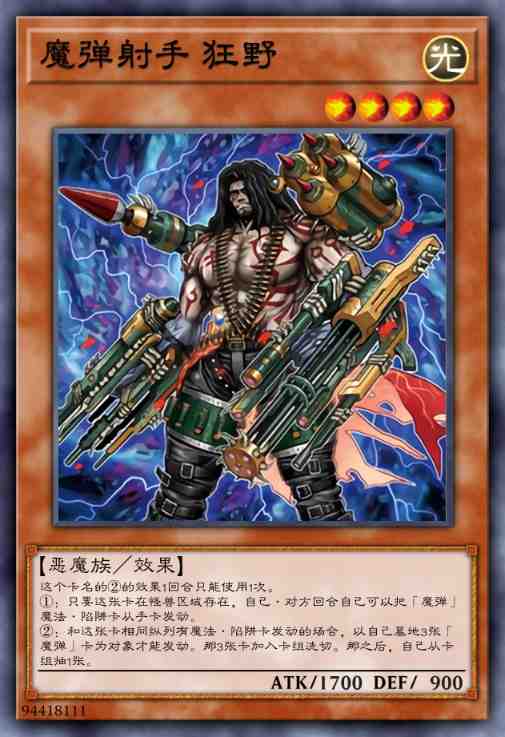 魔弹射手 狂野
光
【恶魔族／效果】
这个卡名的②的效果1回合只能使用1次。
①：只要这张卡在怪兽区域存在，自己·对方回合自己可以把「魔弹」
魔法·陷阱卡从手卡发动。
②：和这张卡相同纵列有魔法·陷阱卡发动的场合，以自己墓地3张「
魔弹」卡为对象才能发动。那3张卡加入卡组洗切。那之后，自己从卡
组抽1张。
ATK/1700 DEF/ 900
94418111